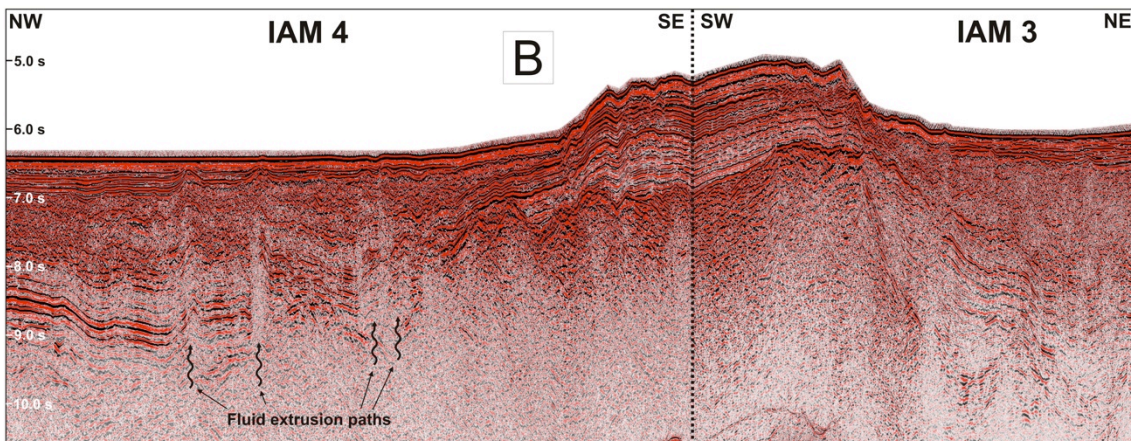 NW
IAM 4
B
SE
SW
IAM 3
NE
5.0 s
6.0 s
7.0 s
8.0 s
9.0 s
10.0 s
Fluid extrusion paths